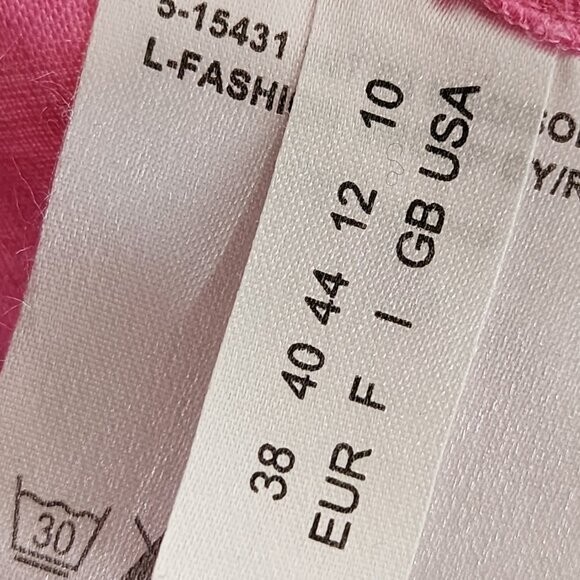 5-15431
L-FASHI
38 40 44 12 10
EUR F I GB USA
Y/R
30